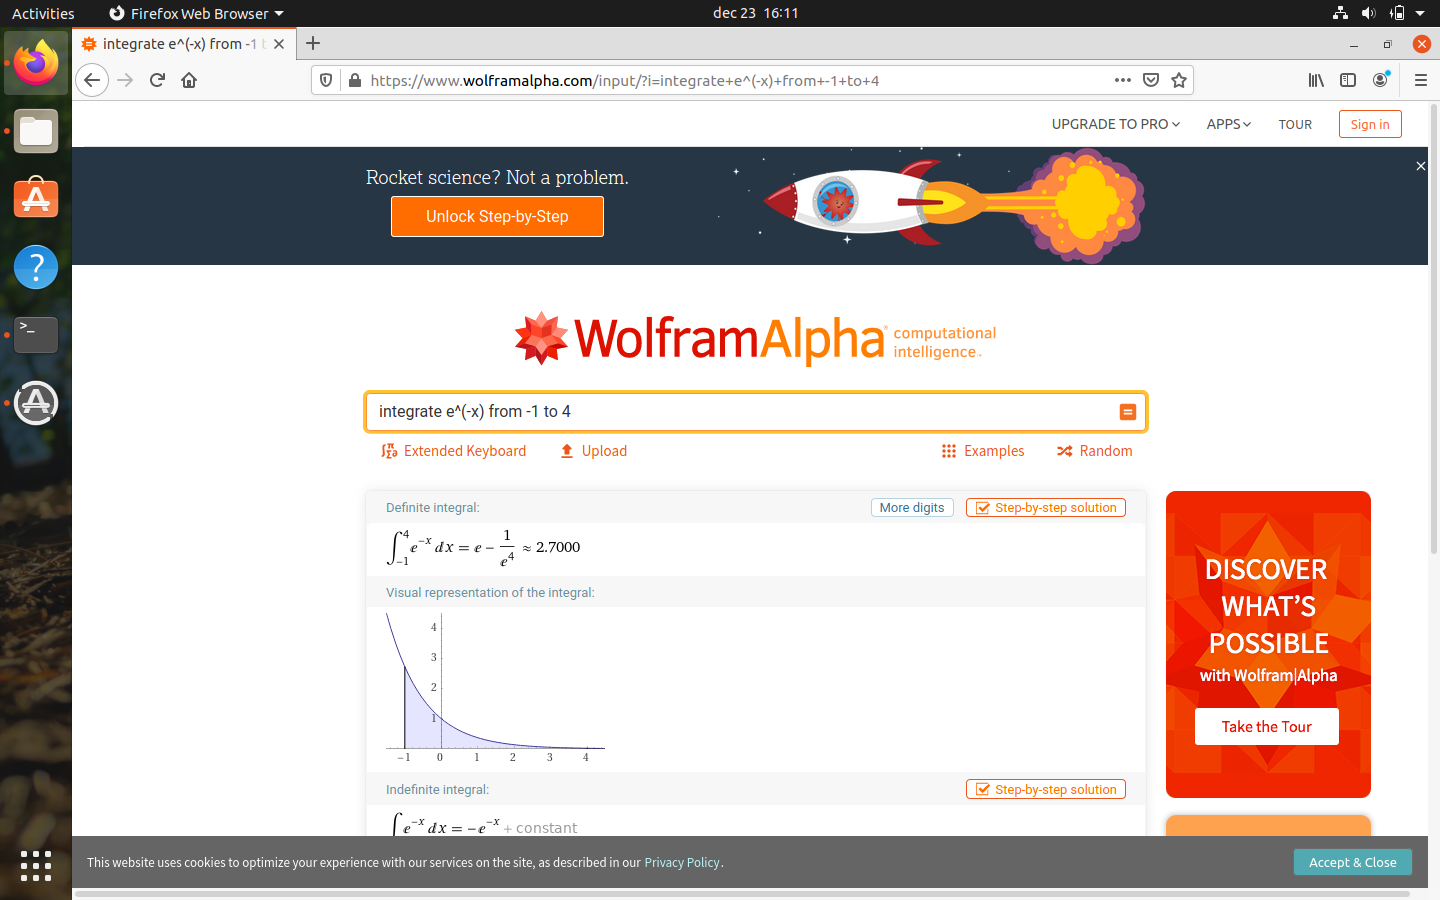 Activities
Firefox Web Browser
dec 23 16:11
integrate e^(-x) from -1 t
https://www.wolframalpha.com/input/?i=integrate+e^(-x)+from+-1+to+4
UPGRADE TO PRO
APPS
TOUR
Sign in
Rocket science? Not a problem.
Unlock Step-by-Step
WolframAlpha computational intelligence.
integrate e^(-x) from -1 to 4
Extended Keyboard
Upload
Examples
Random
Definite integral:
More digits
Step-by-step solution
∫_{-1}^{4} e^{-x} dx = e - 1/e^4 ≈ 2.7000
Visual representation of the integral:
4
3
2
1
-1 0 1 2 3 4
Indefinite integral:
Step-by-step solution
∫ e^{-x} dx = -e^{-x} + constant
DISCOVER
WHAT'S
POSSIBLE
with Wolfram|Alpha
Take the Tour
This website uses cookies to optimize your experience with our services on the site, as described in our Privacy Policy.
Accept & Close